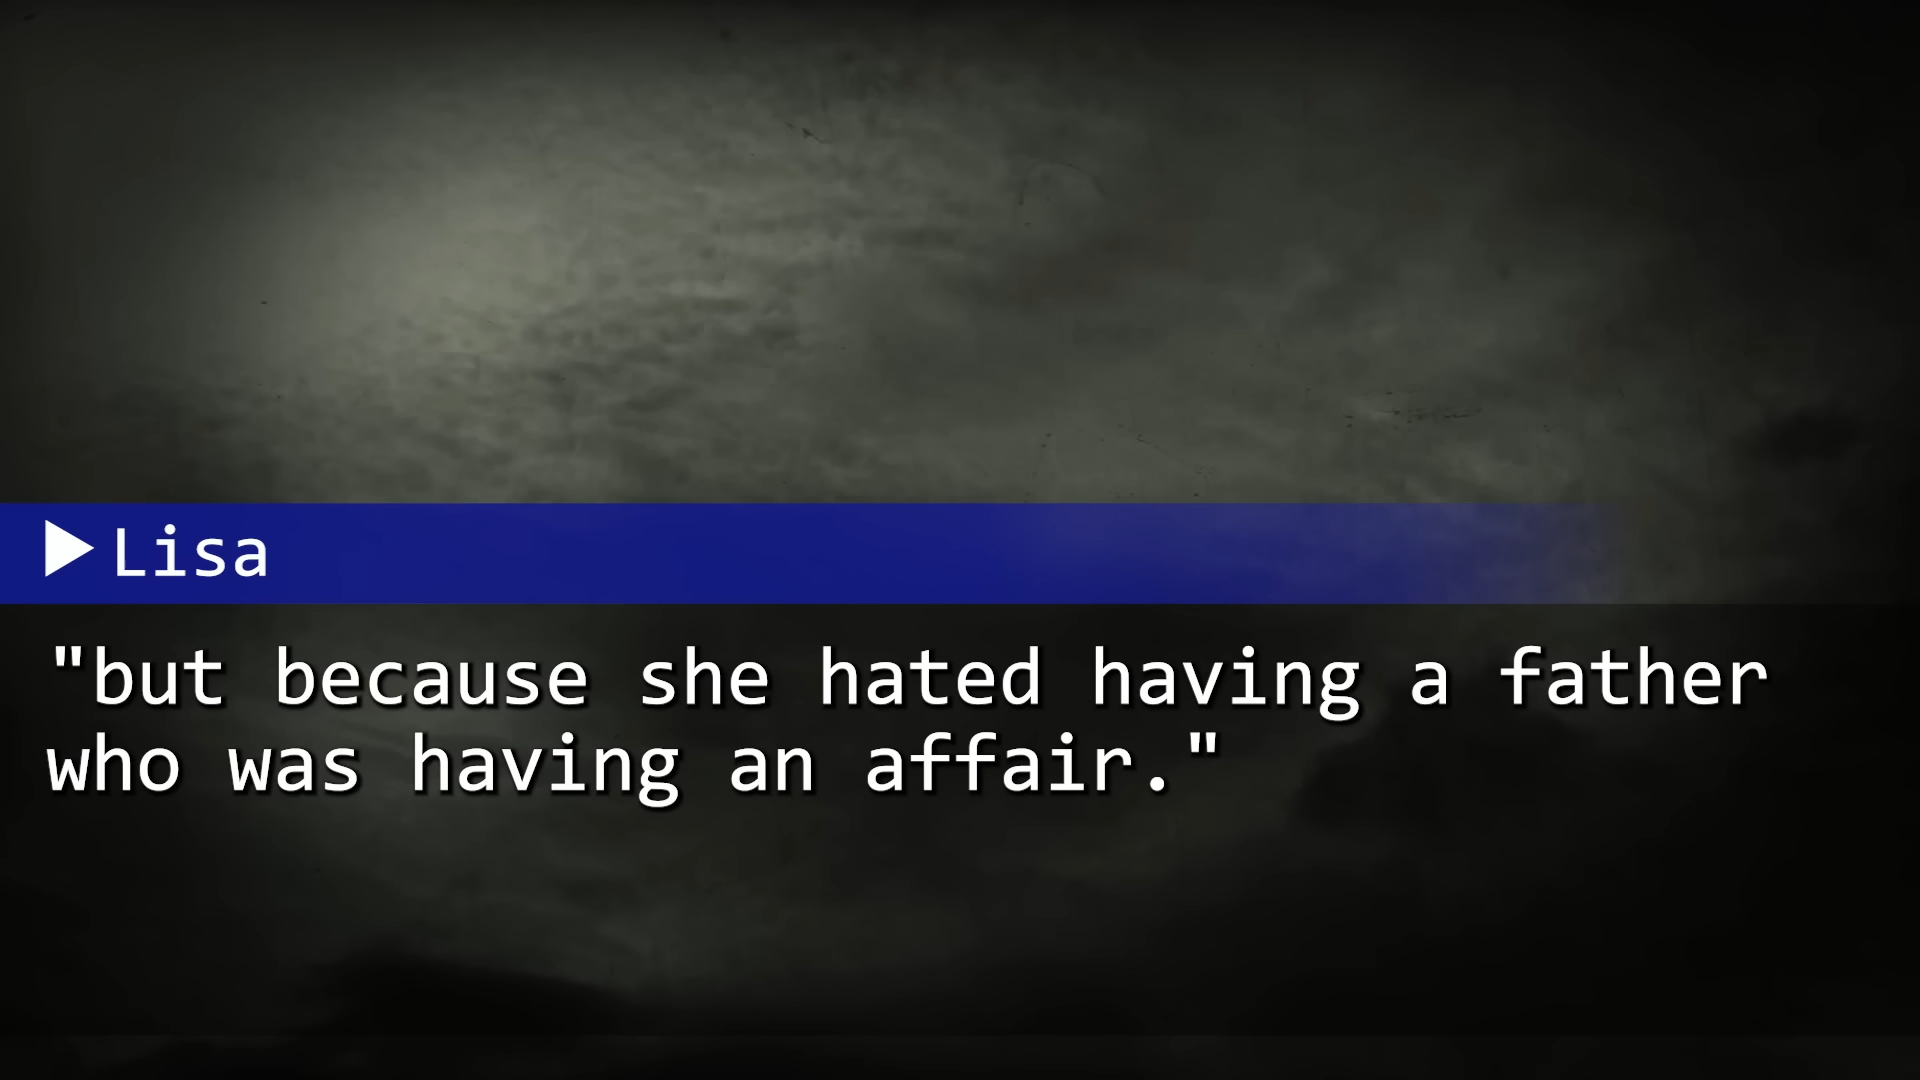 ▶Lisa
"but because she hated having a father
who was having an affair."